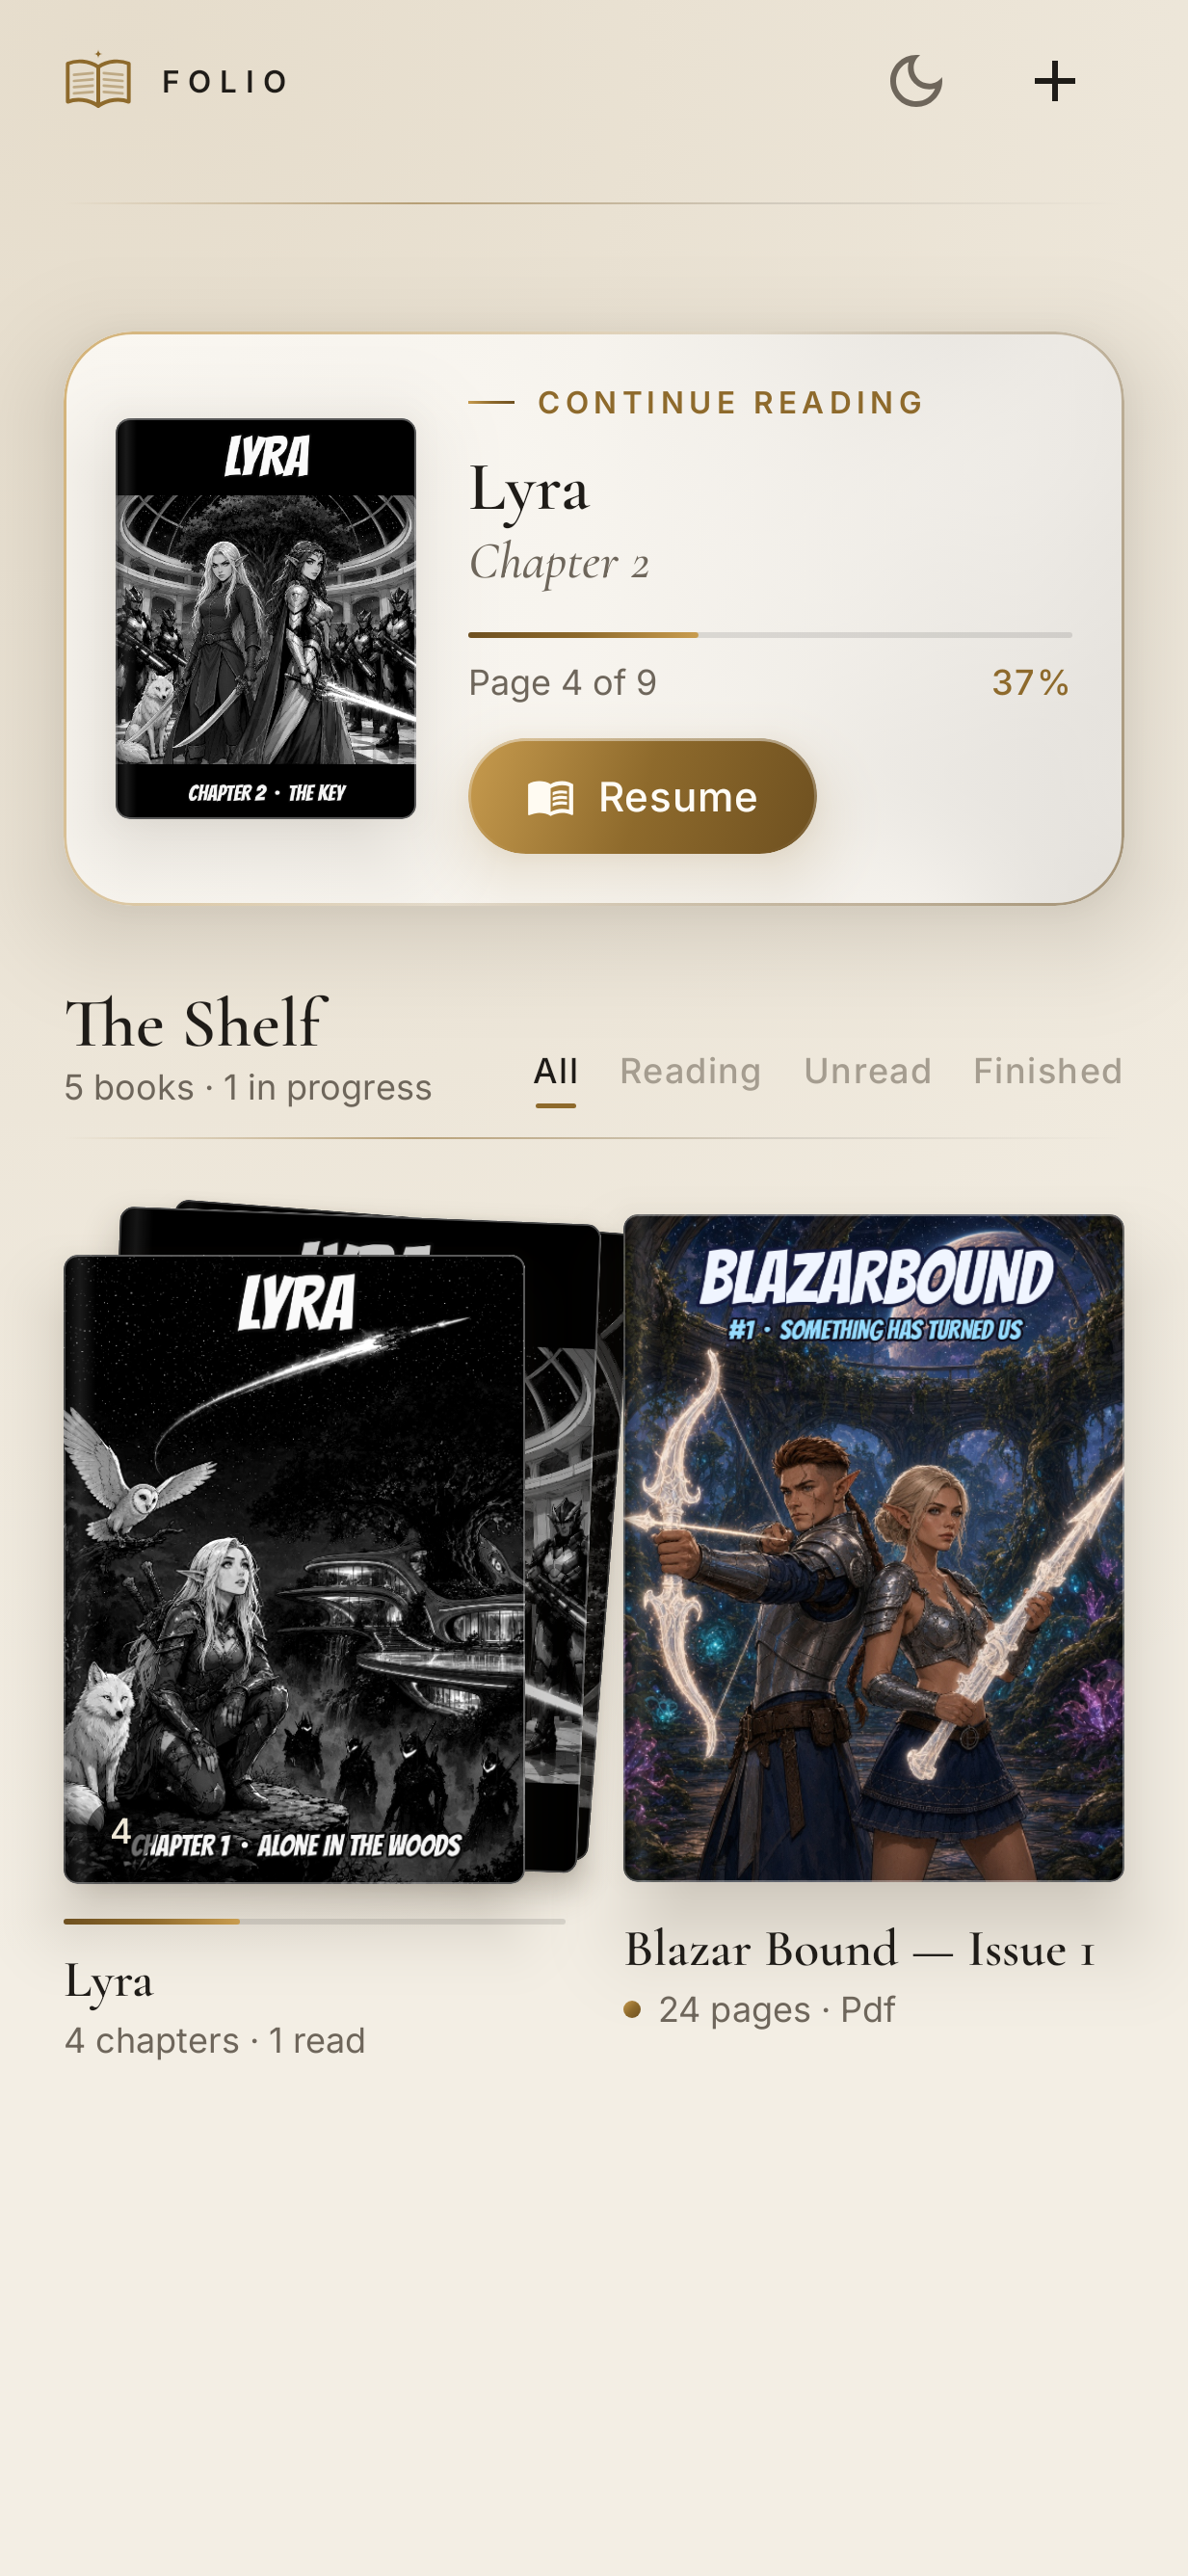 FOLIO
CONTINUE READING
LYRA
CHAPTER 2 · THE KEY
Lyra
Chapter 2
Page 4 of 9
37%
Resume
The Shelf
5 books · 1 in progress
All
Reading
Unread
Finished
LYRA
LYRA
4
CHAPTER 1 · ALONE IN THE WOODS
Lyra
4 chapters · 1 read
BLAZARBOUND
#1 · SOMETHING HAS TURNED US
Blazar Bound — Issue 1
24 pages · Pdf